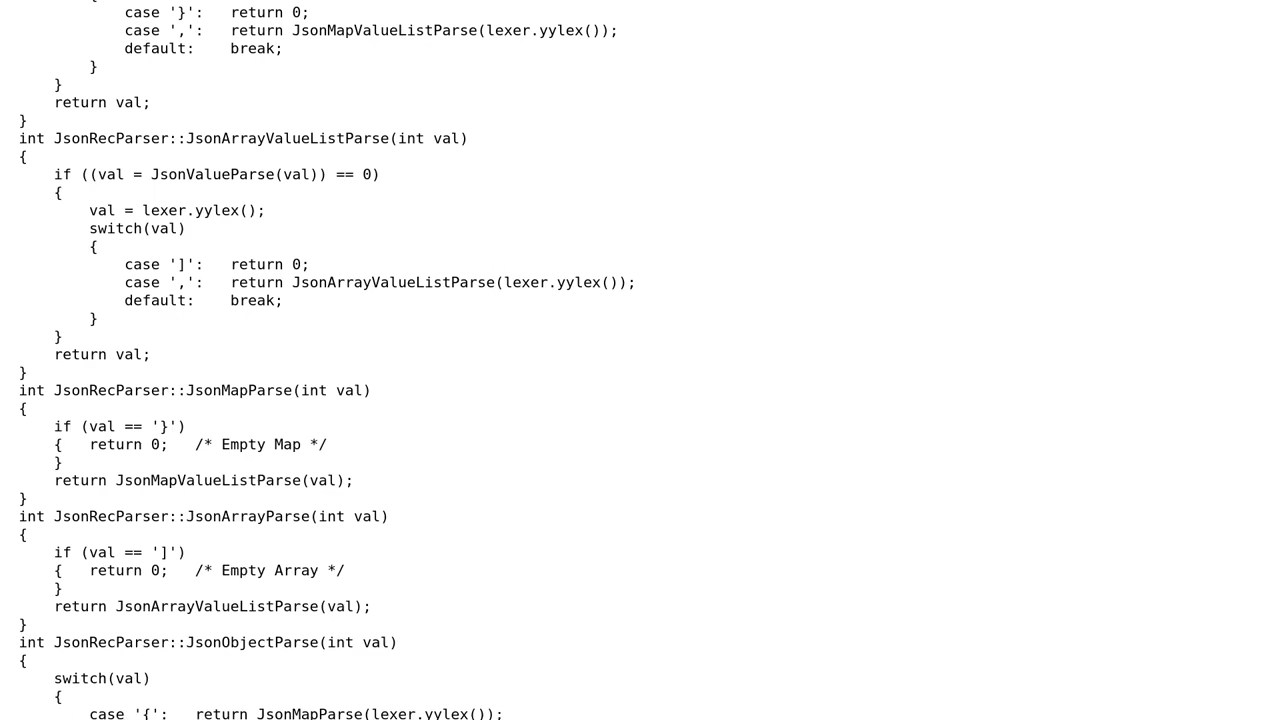 {
            case '}':   return 0;
            case ',':   return JsonMapValueListParse(lexer.yylex());
            default:    break;
        }
    }
    return val;
}
int JsonRecParser::JsonArrayValueListParse(int val)
{
    if ((val = JsonValueParse(val)) == 0)
    {
        val = lexer.yylex();
        switch(val)
        {
            case ']':   return 0;
            case ',':   return JsonArrayValueListParse(lexer.yylex());
            default:    break;
        }
    }
    return val;
}
int JsonRecParser::JsonMapParse(int val)
{
    if (val == '}')
    {   return 0;   /* Empty Map */
    }
    return JsonMapValueListParse(val);
}
int JsonRecParser::JsonArrayParse(int val)
{
    if (val == ']')
    {   return 0;   /* Empty Array */
    }
    return JsonArrayValueListParse(val);
}
int JsonRecParser::JsonObjectParse(int val)
{
    switch(val)
    {
        case '{':   return JsonMapParse(lexer.yylex());